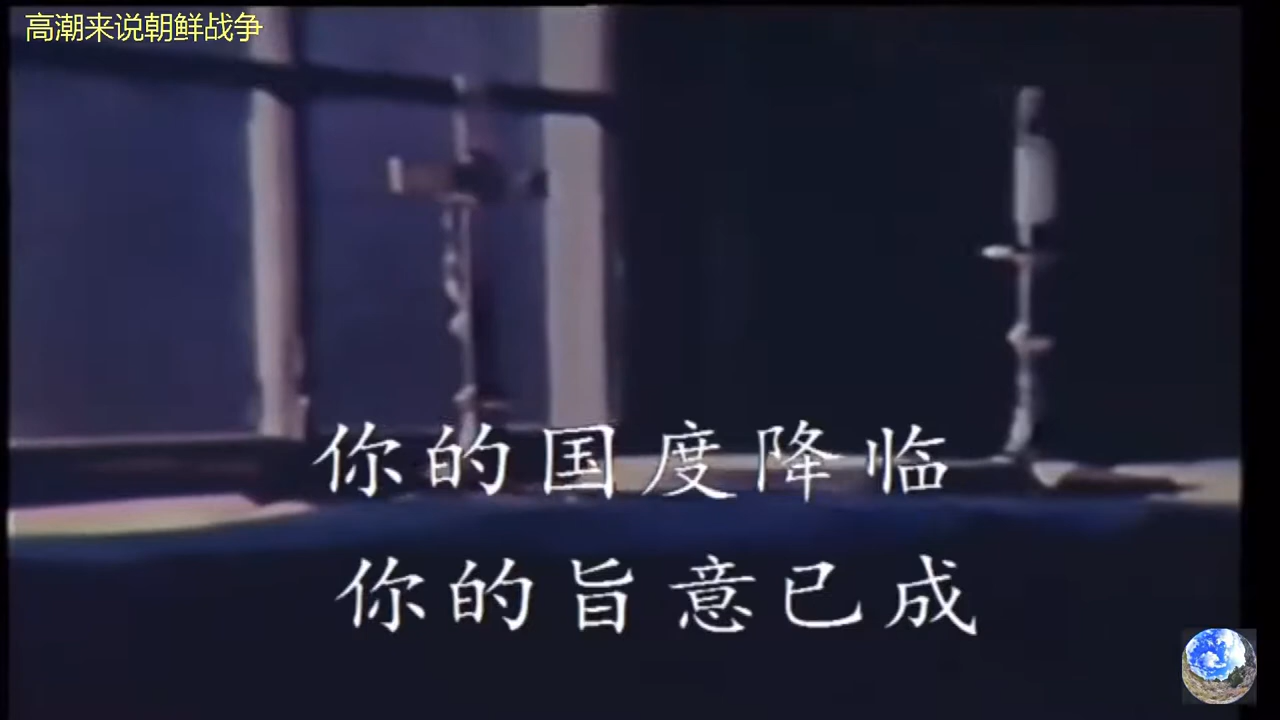 高潮来说朝鲜战争
你的国度降临
你的旨意已成